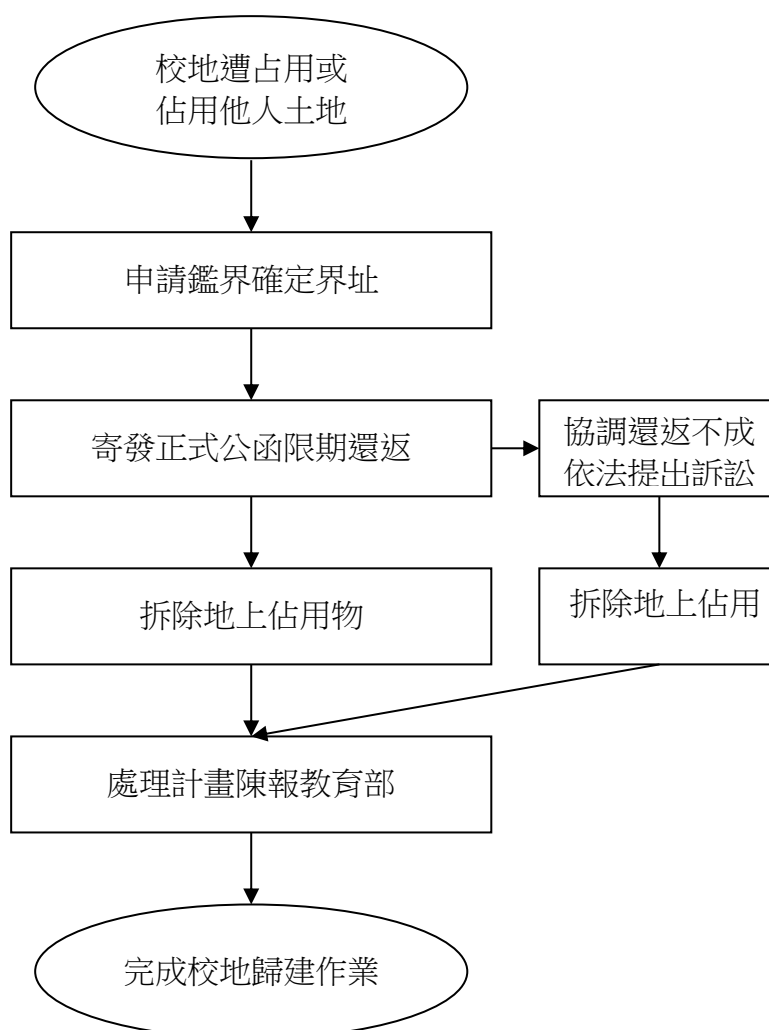 校地遭占用或
佔用他人土地
申請鑑界確定界址
寄發正式公函限期還返
協調還返不成
依法提出訴訟
拆除地上佔用物
拆除地上佔用
處理計畫陳報教育部
完成校地歸建作業